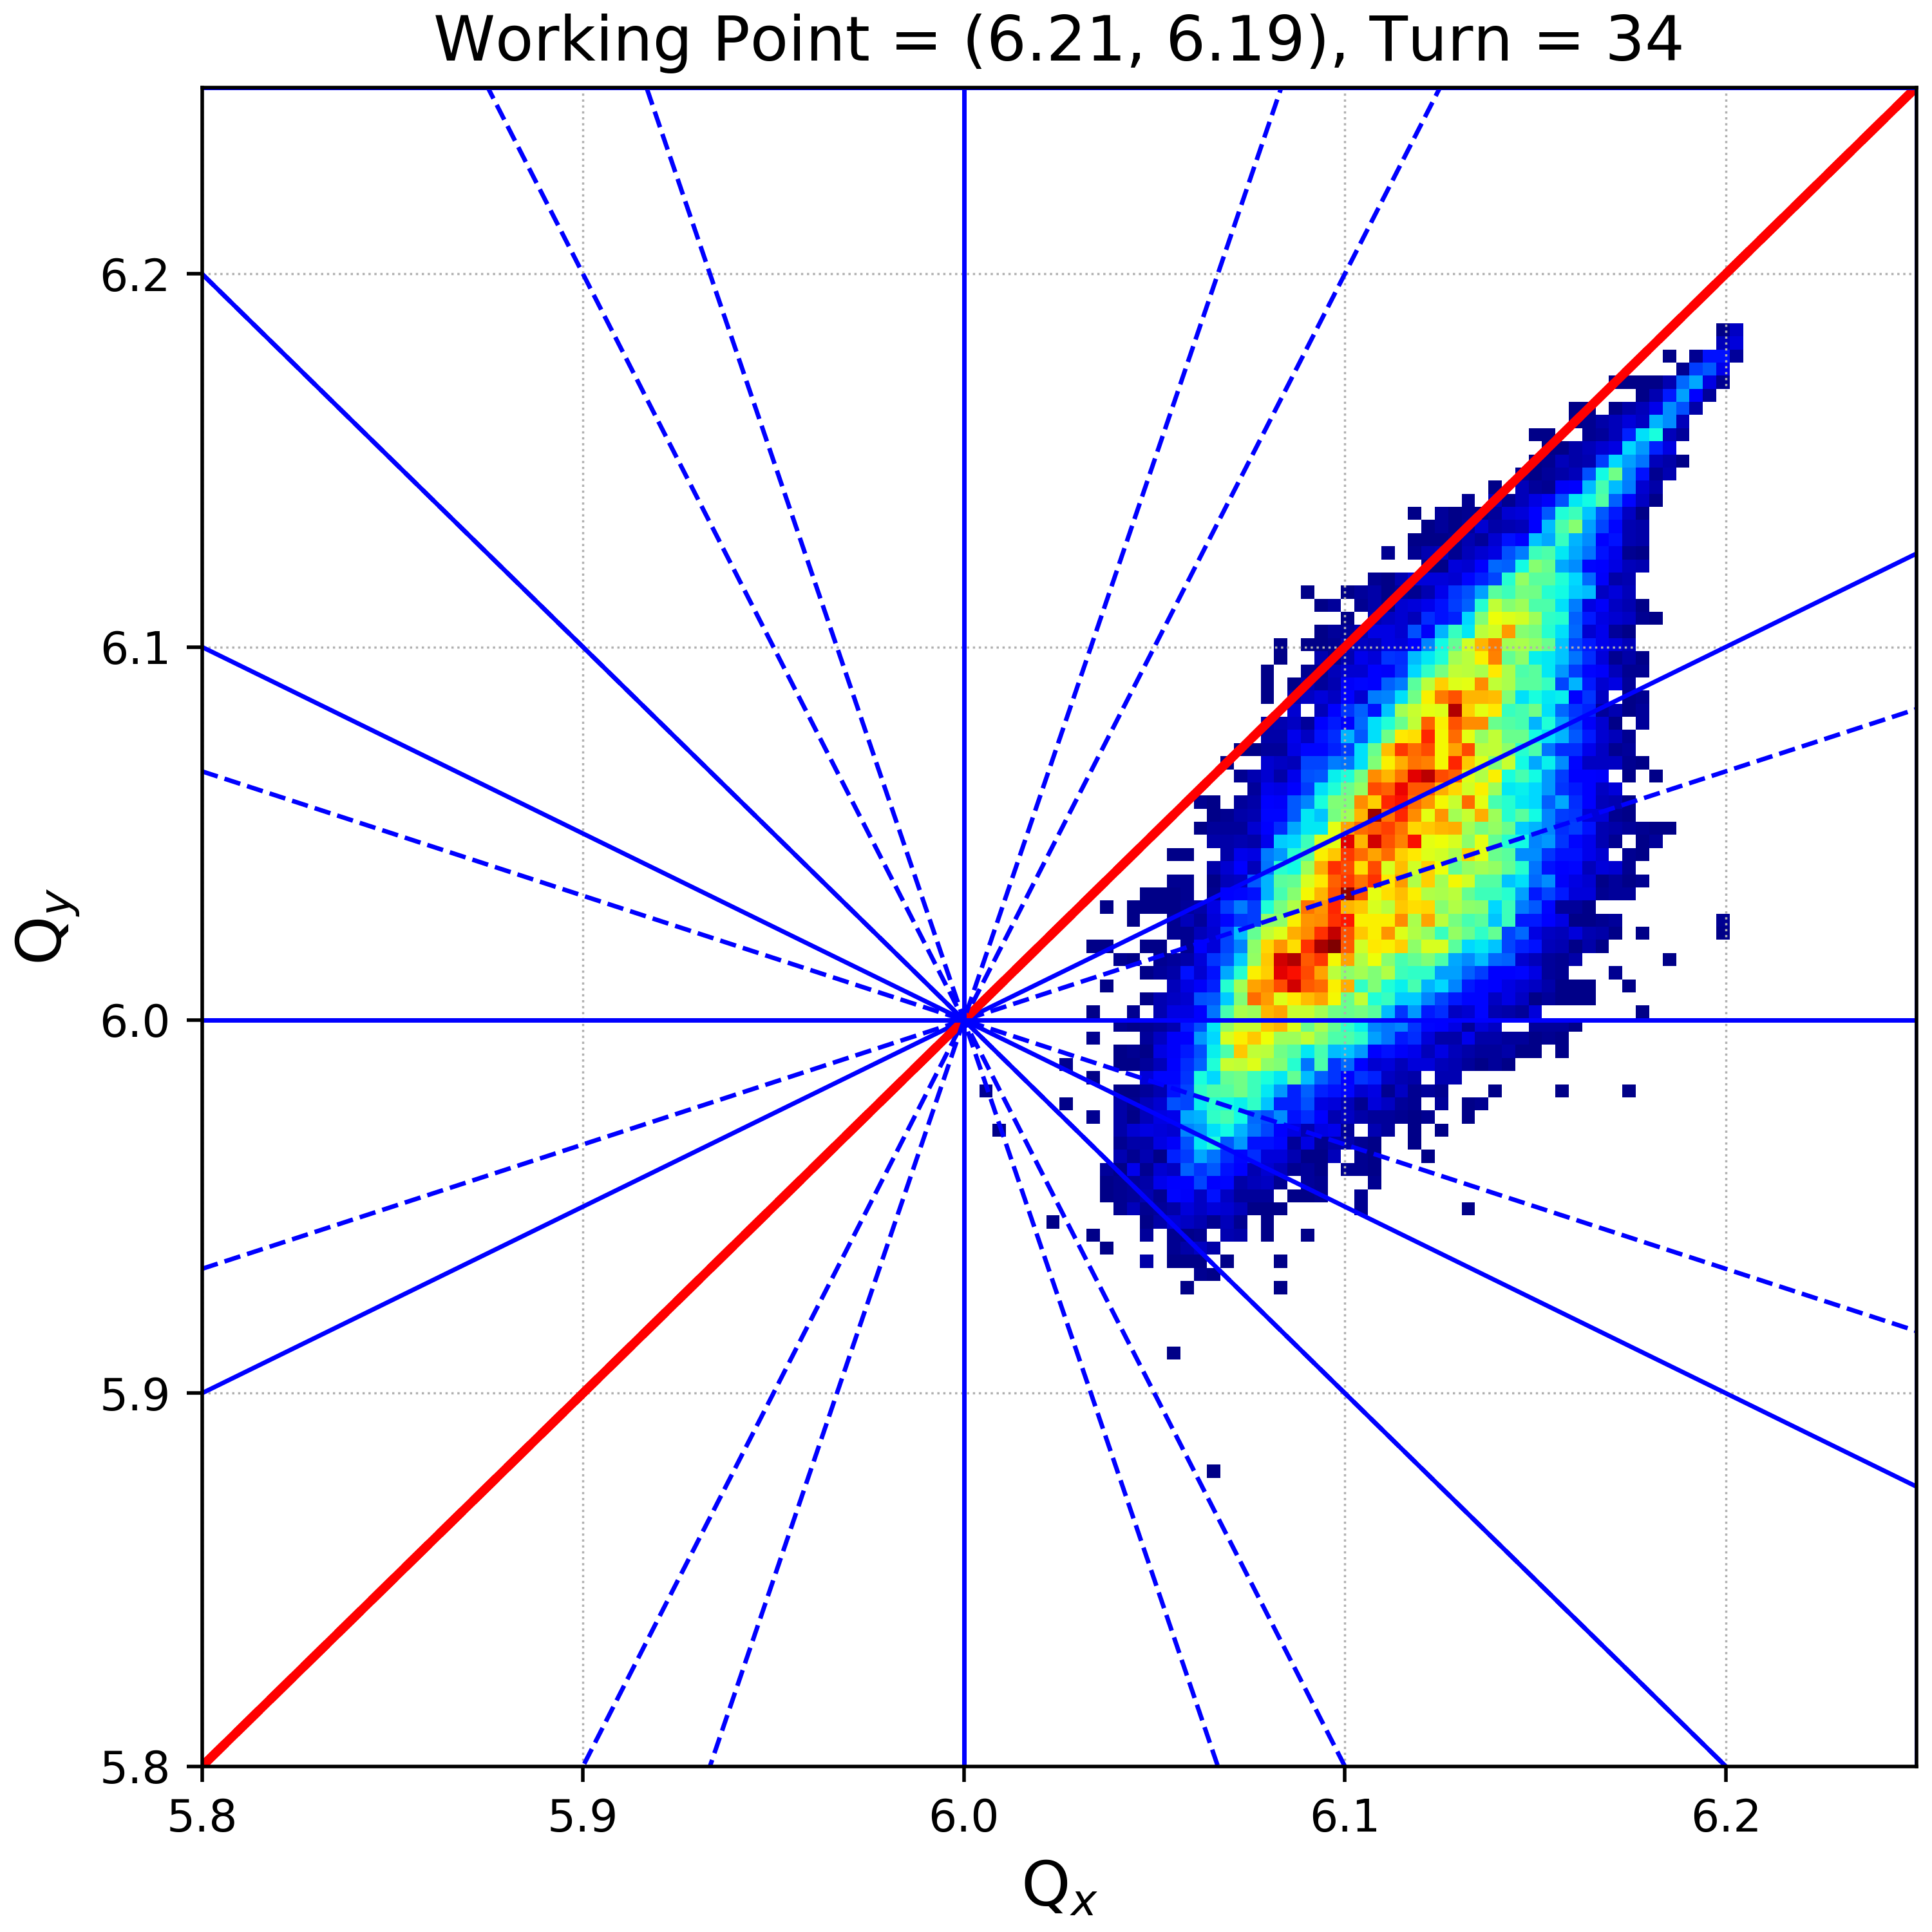 Working Point = (6.21, 6.19), Turn = 34
6.2
6.1
6.0
5.9
5.8
Qy
5.8 5.9 6.0 6.1 6.2
Qx